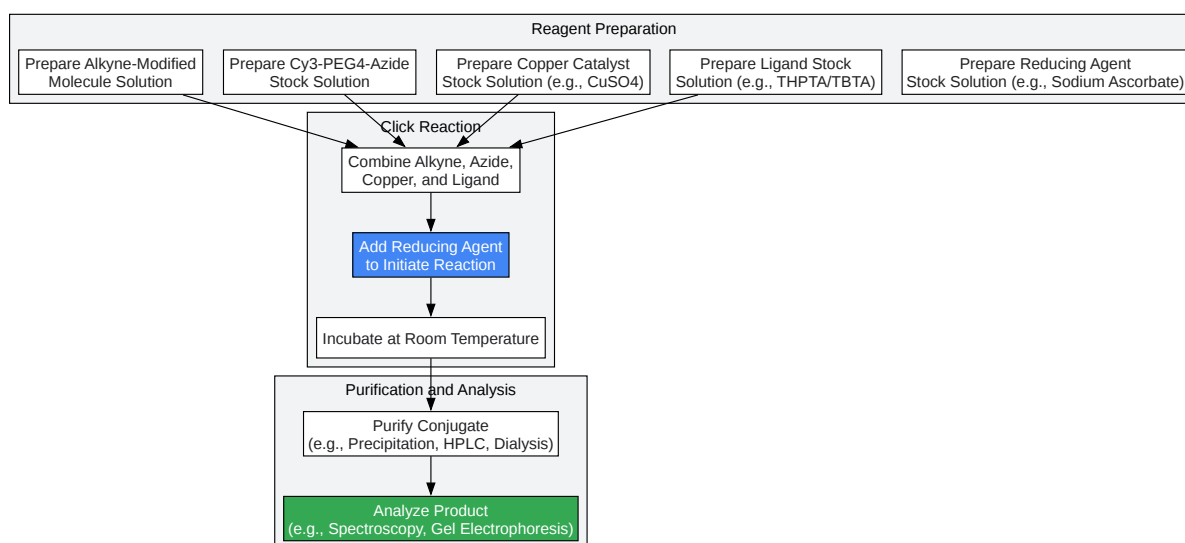 Reagent Preparation
Prepare Alkyne-Modified
Molecule Solution
Prepare Cy3-PEG4-Azide
Stock Solution
Prepare Copper Catalyst
Stock Solution (e.g., CuSO4)
Prepare Ligand Stock
Solution (e.g., THPTA/TBTA)
Prepare Reducing Agent
Stock Solution (e.g., Sodium Ascorbate)
Click Reaction
Combine Alkyne, Azide,
Copper, and Ligand
Add Reducing Agent
to Initiate Reaction
Incubate at Room Temperature
Purification and Analysis
Purify Conjugate
(e.g., Precipitation, HPLC, Dialysis)
Analyze Product
(e.g., Spectroscopy, Gel Electrophoresis)